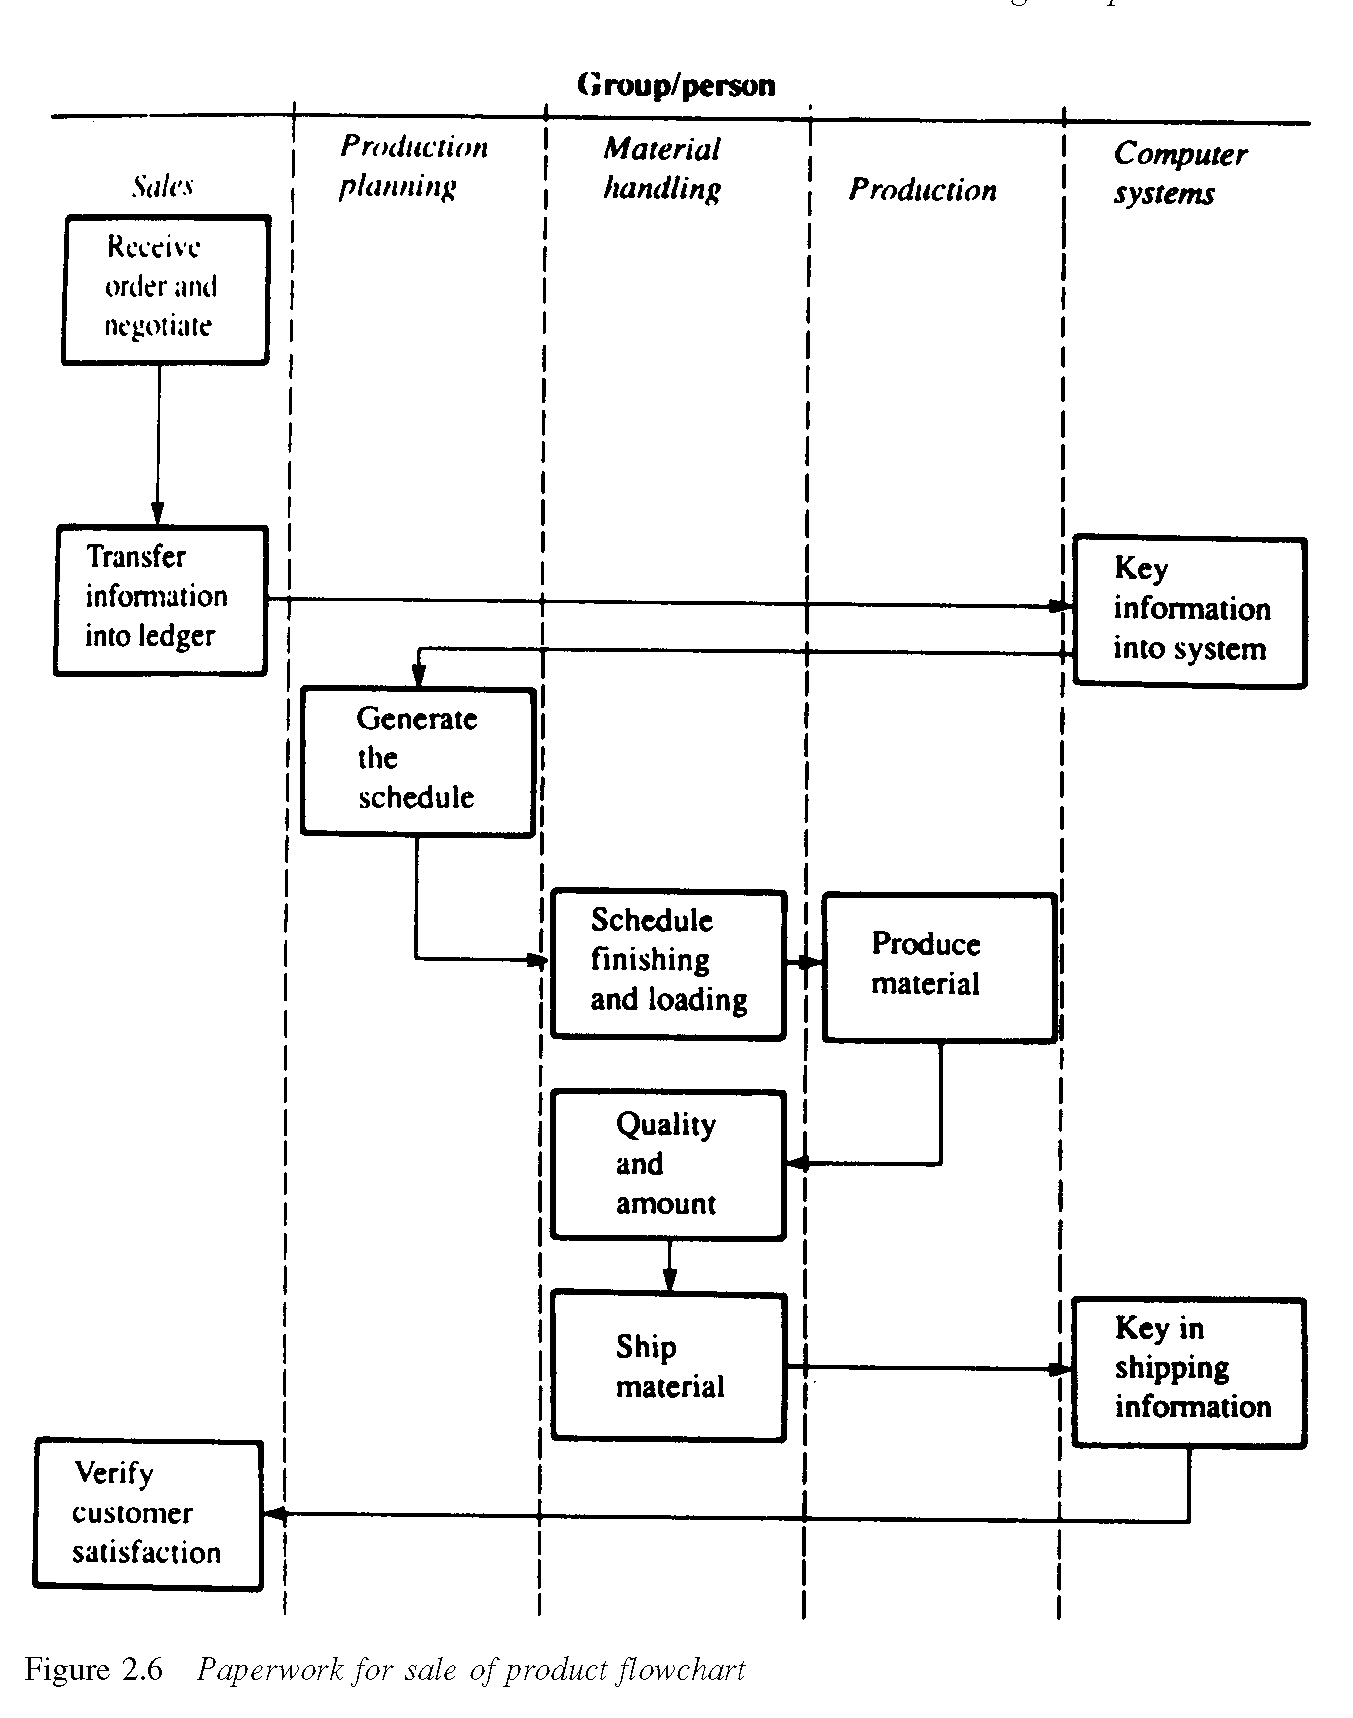 Group/person
Sales
Production
planning
Material
handling
Production
Computer
systems
Receive
order and
negotiate
Transfer
information
into ledger
Key
information
into system
Generate
the
schedule
Schedule
finishing
and loading
Produce
material
Quality
and
amount
Ship
material
Key in
shipping
information
Verify
customer
satisfaction
Figure 2.6 Paperwork for sale of product flowchart